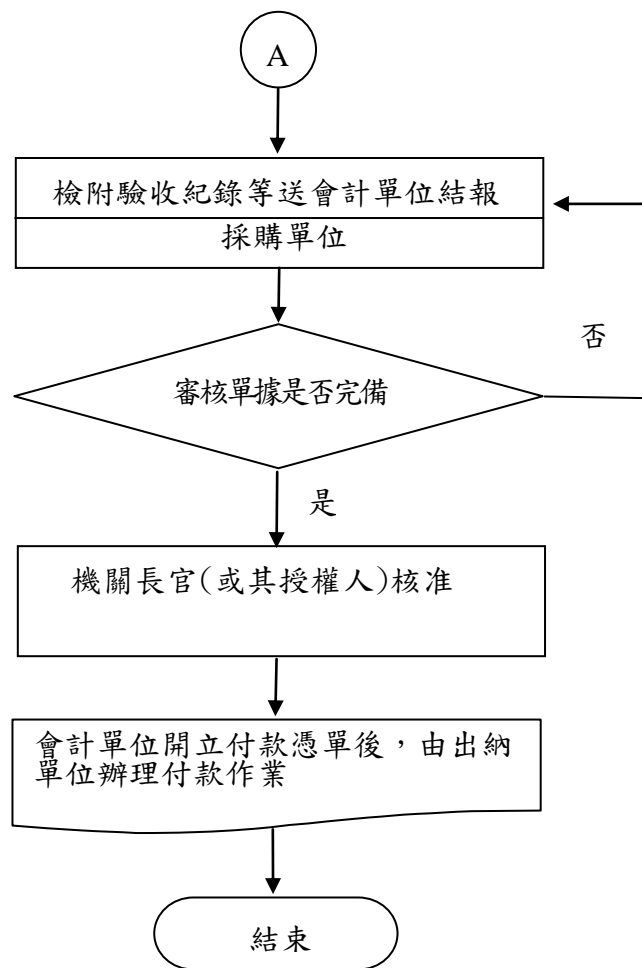 A
檢附驗收紀錄等送會計單位結報
採購單位
否
審核單據是否完備
是
機關長官(或其授權人)核准
會計單位開立付款憑單後，由出納
單位辦理付款作業
結束